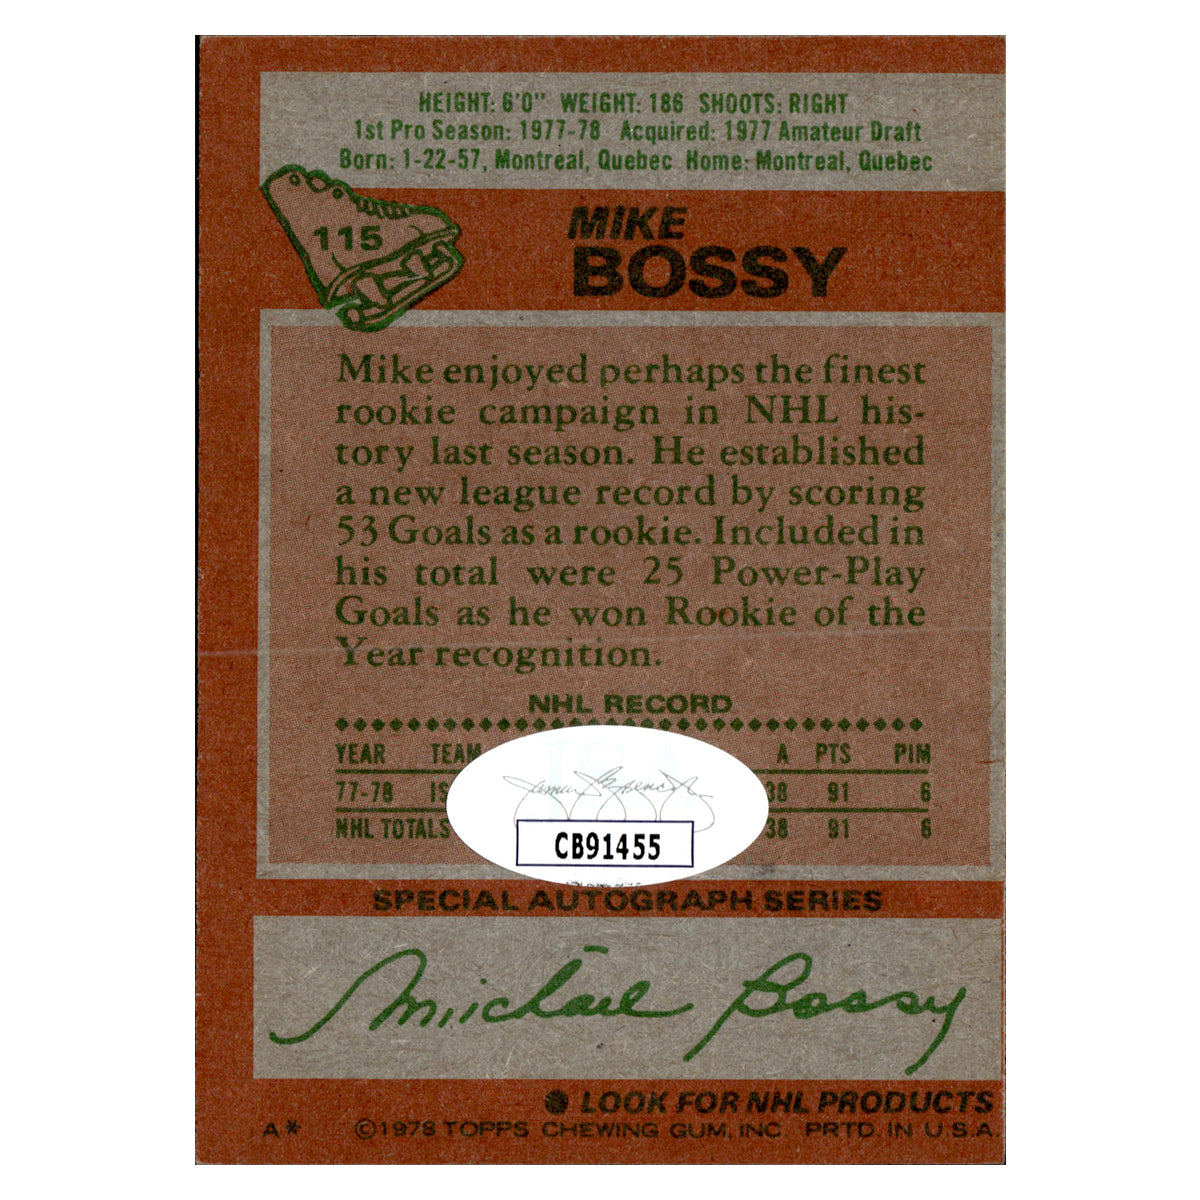 HEIGHT: 6'0" WEIGHT: 186 SHOOTS: RIGHT
1st Pro Season: 1977-78 Acquired: 1977 Amateur Draft
Born: 1-22-57, Montreal, Quebec Home: Montreal, Quebec
115
MIKE
BOSSY
Mike enjoyed perhaps the finest
rookie campaign in NHL his-
tory last season. He established
a new league record by scoring
53 Goals as a rookie. Included in
his total were 25 Power-Play
Goals as he won Rookie of the
Year recognition.
NHL RECORD
YEAR TEAM A PTS PIM
77-78 IS 38 91 6
NHL TOTALS 38 91 6
CB91455
SPECIAL AUTOGRAPH SERIES
Michael Bossy
LOOK FOR NHL PRODUCTS
A* ©1978 TOPPS CHEWING GUM, INC. PRTD. IN U.S.A.